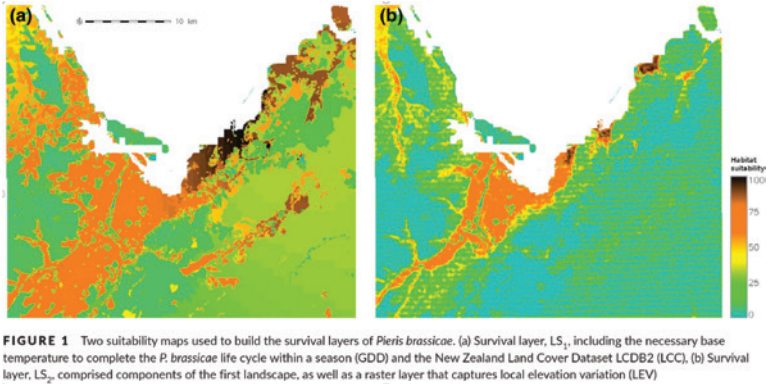 (a)
10 km
(b)
Habitat
suitability
1000
75
50
25
0
FIGURE 1 Two suitability maps used to build the survival layers of Pieris brassicae. (a) Survival layer, LS₁, including the necessary base
temperature to complete the P. brassicae life cycle within a season (GDD) and the New Zealand Land Cover Dataset LCDB2 (LCC), (b) Survival
layer, LS₂, comprised components of the first landscape, as well as a raster layer that captures local elevation variation (LEV)